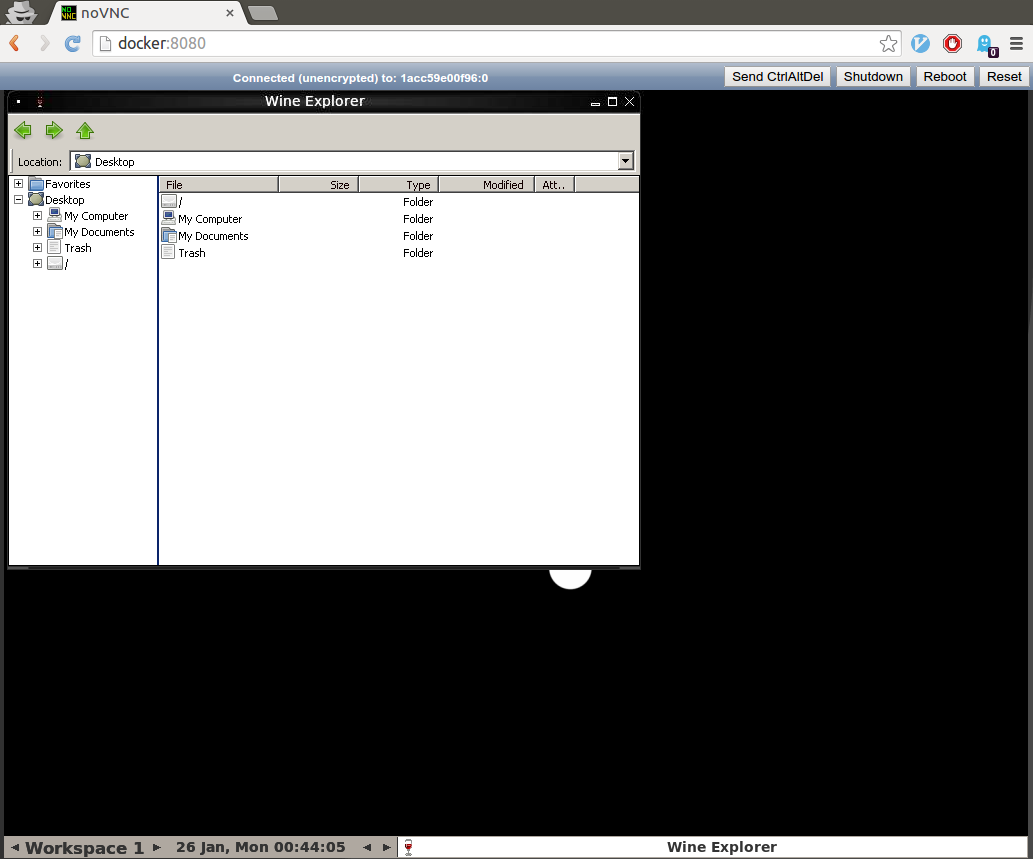 noVNC
docker:8080
0
Connected (unencrypted) to: 1acc59e00f96:0
Send CtrlAltDel Shutdown Reboot Reset
Wine Explorer
Location: Desktop
Favorites
Desktop
My Computer
My Documents
Trash
/
File Size Type Modified Att..
/ Folder
My Computer Folder
My Documents Folder
Trash Folder
Workspace 1 26 Jan, Mon 00:44:05 Wine Explorer